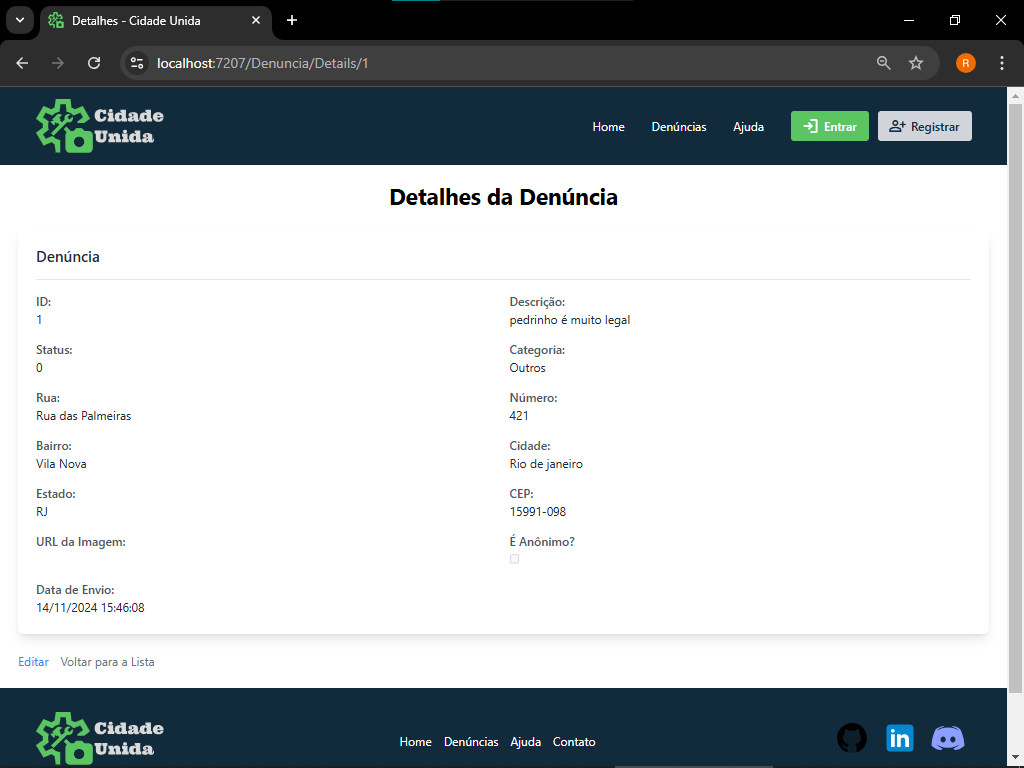 Detalhes - Cidade Unida
localhost:7207/Denuncia/Details/1
R
Cidade
Unida
Home Denúncias Ajuda Entrar Registrar
Detalhes da Denúncia
Denúncia
ID:
1
Descrição:
pedrinho é muito legal
Status:
0
Categoria:
Outros
Rua:
Rua das Palmeiras
Número:
421
Bairro:
Vila Nova
Cidade:
Rio de janeiro
Estado:
RJ
CEP:
15991-098
URL da Imagem:
É Anônimo?
Data de Envio:
14/11/2024 15:46:08
Editar Voltar para a Lista
Cidade
Unida
Home Denúncias Ajuda Contato
in